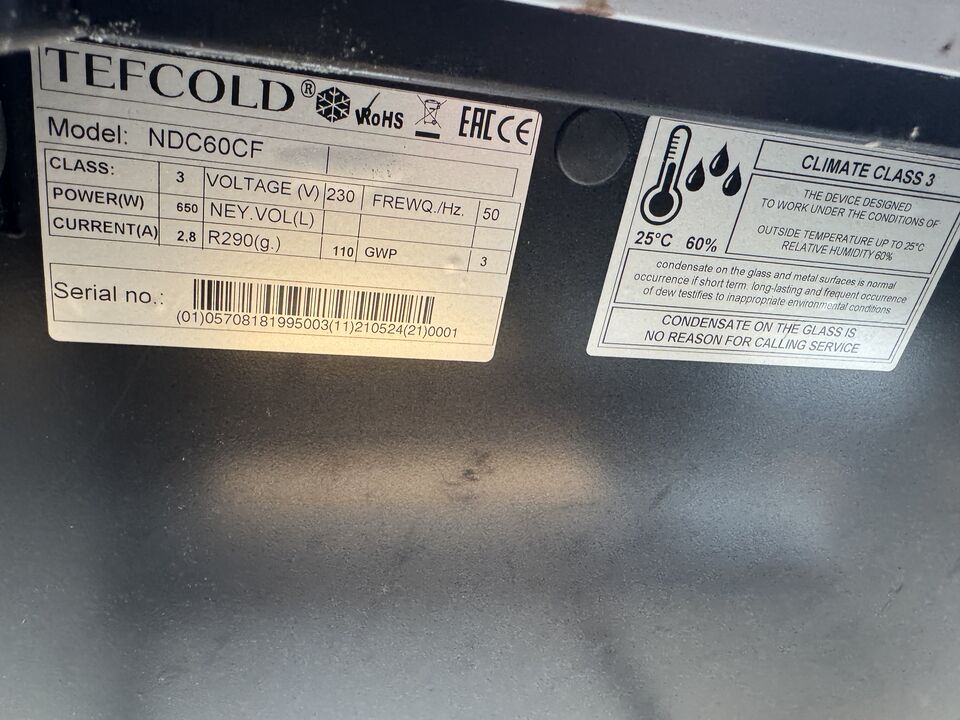 TEFCOLD® RoHS EAC CE
Model: NDC60CF
CLASS: 3 VOLTAGE (V) 230 FREWQ./Hz. 50
POWER(W) 650 NEY.VOL(L)
CURRENT(A) 2.8 R290(g.) 110 GWP 3
Serial no.:
(01)05708181995003(11)210524(21)0001
25°C 60%
CLIMATE CLASS 3
THE DEVICE DESIGNED
TO WORK UNDER THE CONDITIONS OF
OUTSIDE TEMPERATURE UP TO 25°C
RELATIVE HUMIDITY 60%
condensate on the glass and metal surfaces is normal
occurrence if short term. long-lasting and frequent occurrence
of dew testifies to inappropriate environmental conditions
CONDENSATE ON THE GLASS IS
NO REASON FOR CALLING SERVICE